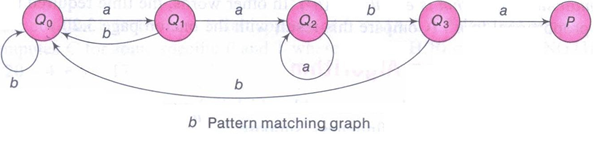 a a b a
Q₀ Q₁ Q₂ Q₃ P
b
a
b b
b Pattern matching graph